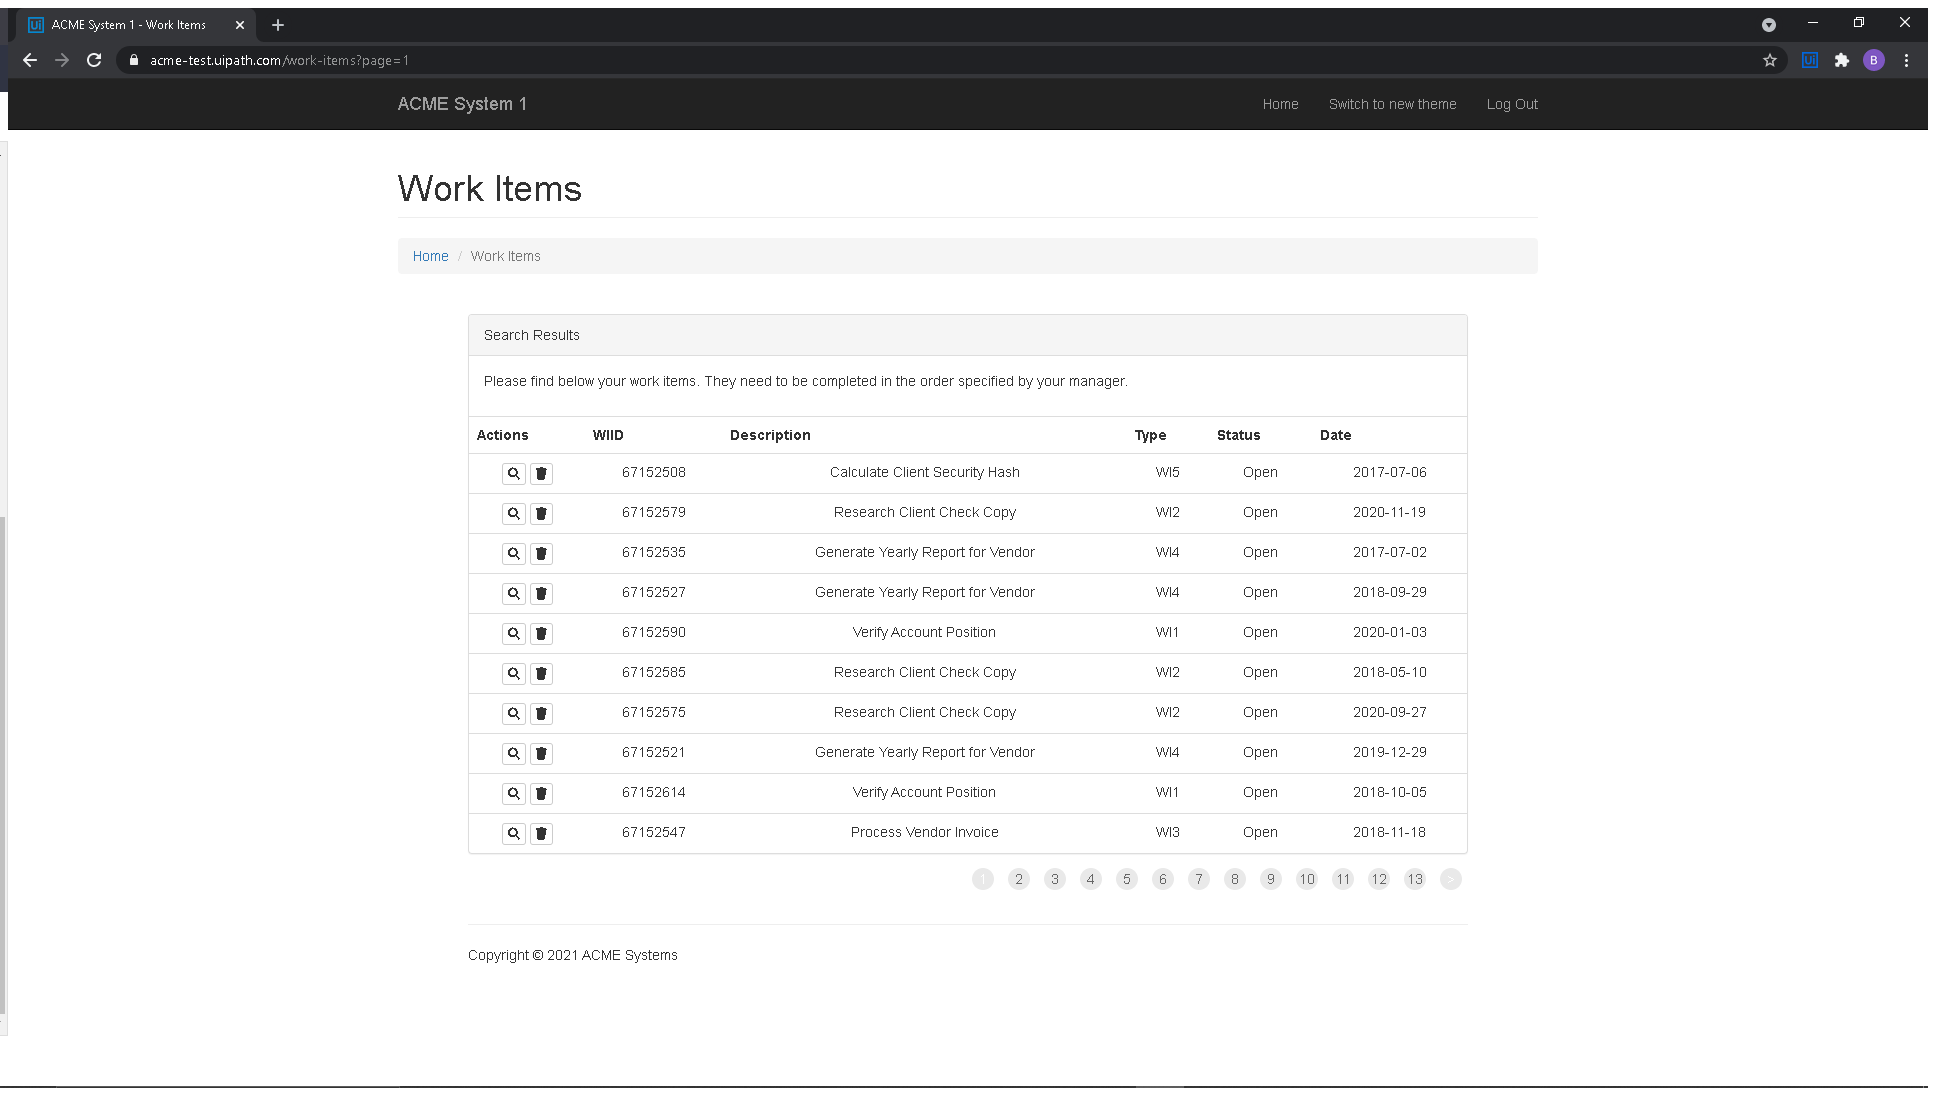 ACME System 1 - Work Items
acme-test.uipath.com/work-items?page=1
B
ACME System 1 Home Switch to new theme Log Out
Work Items
Home / Work Items
Search Results
Please find below your work items. They need to be completed in the order specified by your manager.
Actions WIID Description Type Status Date
67152508 Calculate Client Security Hash WI5 Open 2017-07-06
67152579 Research Client Check Copy WI2 Open 2020-11-19
67152535 Generate Yearly Report for Vendor WI4 Open 2017-07-02
67152527 Generate Yearly Report for Vendor WI4 Open 2018-09-29
67152590 Verify Account Position WI1 Open 2020-01-03
67152585 Research Client Check Copy WI2 Open 2018-05-10
67152575 Research Client Check Copy WI2 Open 2020-09-27
67152521 Generate Yearly Report for Vendor WI4 Open 2019-12-29
67152614 Verify Account Position WI1 Open 2018-10-05
67152547 Process Vendor Invoice WI3 Open 2018-11-18
1 2 3 4 5 6 7 8 9 10 11 12 13 >
Copyright © 2021 ACME Systems